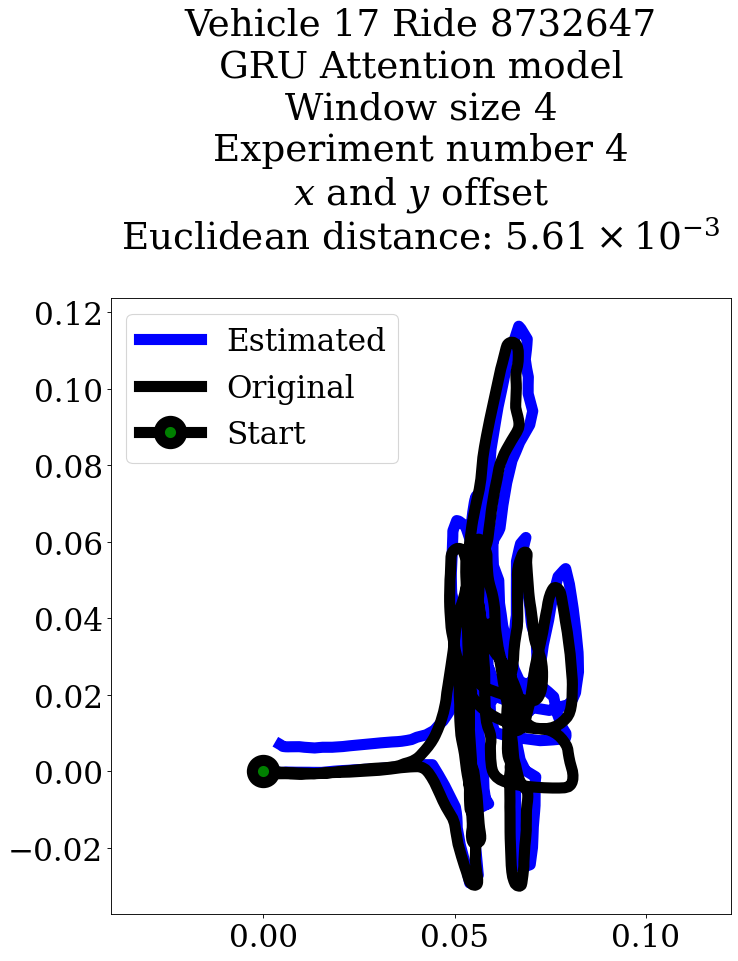 Vehicle 17 Ride 8732647
GRU Attention model
Window size 4
Experiment number 4
x and y offset
Euclidean distance: 5.61 × 10⁻³
0.12
0.10
0.08
0.06
0.04
0.02
0.00
−0.02
Estimated
Original
Start
0.00 0.05 0.10